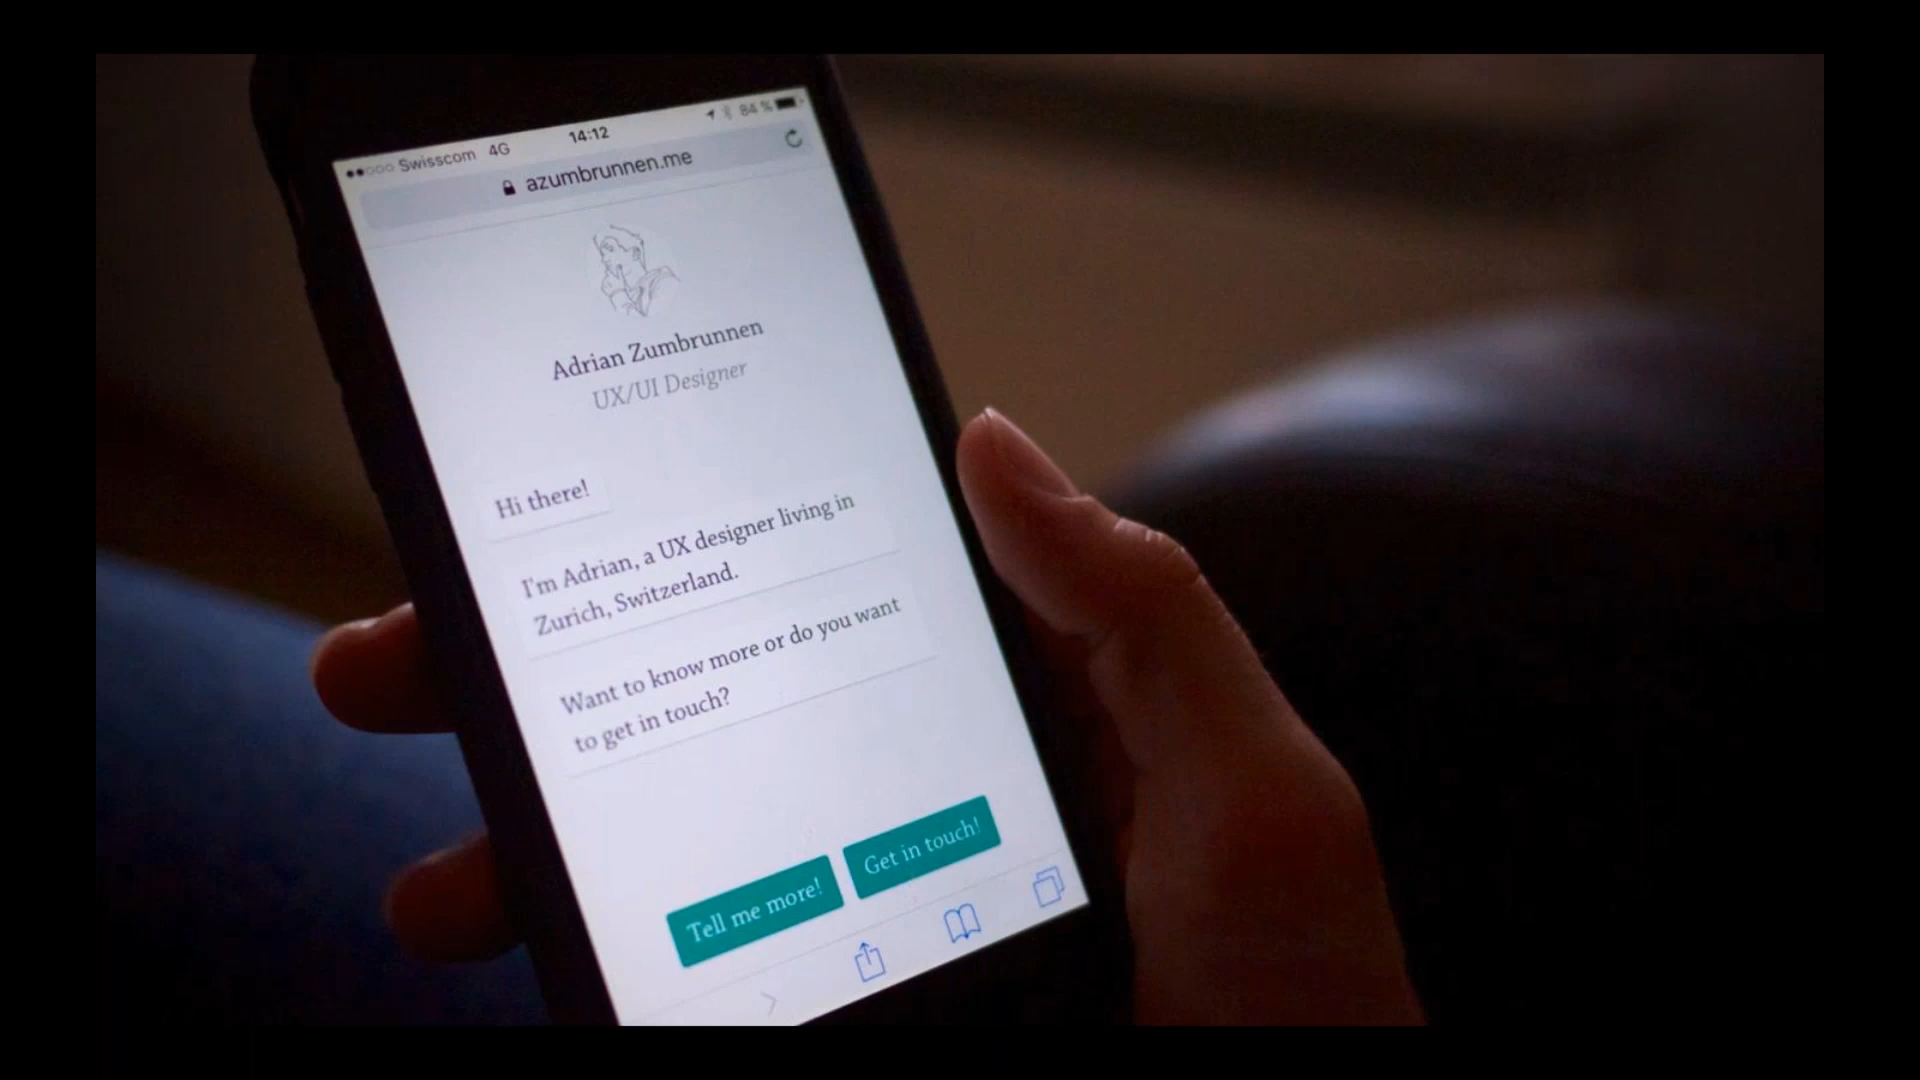 Swisscom 4G 14:12 84 %
azumbrunnen.me
Adrian Zumbrunnen
UX/UI Designer
Hi there!
I'm Adrian, a UX designer living in
Zurich, Switzerland.
Want to know more or do you want
to get in touch?
Tell me more! Get in touch!